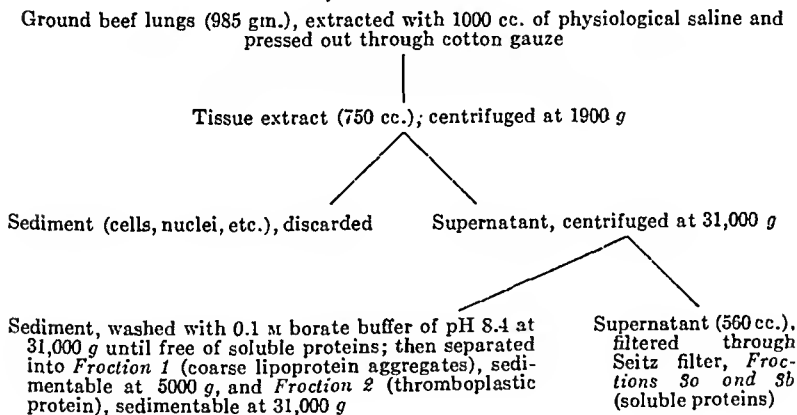 Ground beef lungs (985 gm.), extracted with 1000 cc. of physiological saline and
pressed out through cotton gauze
Tissue extract (750 cc.); centrifuged at 1900 g
Sediment (cells, nuclei, etc.), discarded
Supernatant, centrifuged at 31,000 g
Sediment, washed with 0.1 M borate buffer of pH 8.4 at
31,000 g until free of soluble proteins; then separated
into Froction 1 (coarse lipoprotein aggregates), sedi-
mentable at 5000 g, and Froction 2 (thromboplastic
protein), sedimentable at 31,000 g
Supernatant (560 cc.),
filtered through
Seitz filter, Froc-
tions 3o ond 3b
(soluble proteins)